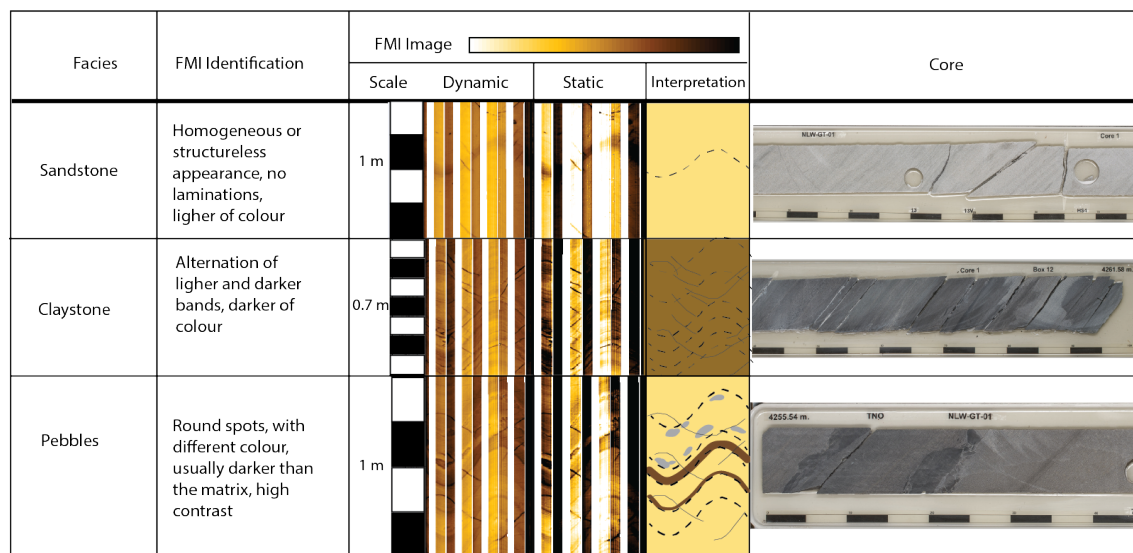 Facies
FMI Identification
FMI Image
Scale
Dynamic
Static
Interpretation
Core
Sandstone
Homogeneous or
structureless
appearance, no
laminations,
ligher of colour
1 m
NLW-GT-01
Core 1
Claystone
Alternation of
ligher and darker
bands, darker of
colour
0.7 m
Core 1
Box 12
4261.58 m.
Pebbles
Round spots, with
different colour,
usually darker than
the matrix, high
contrast
1 m
4255.54 m.
TNO
NLW-GT-01